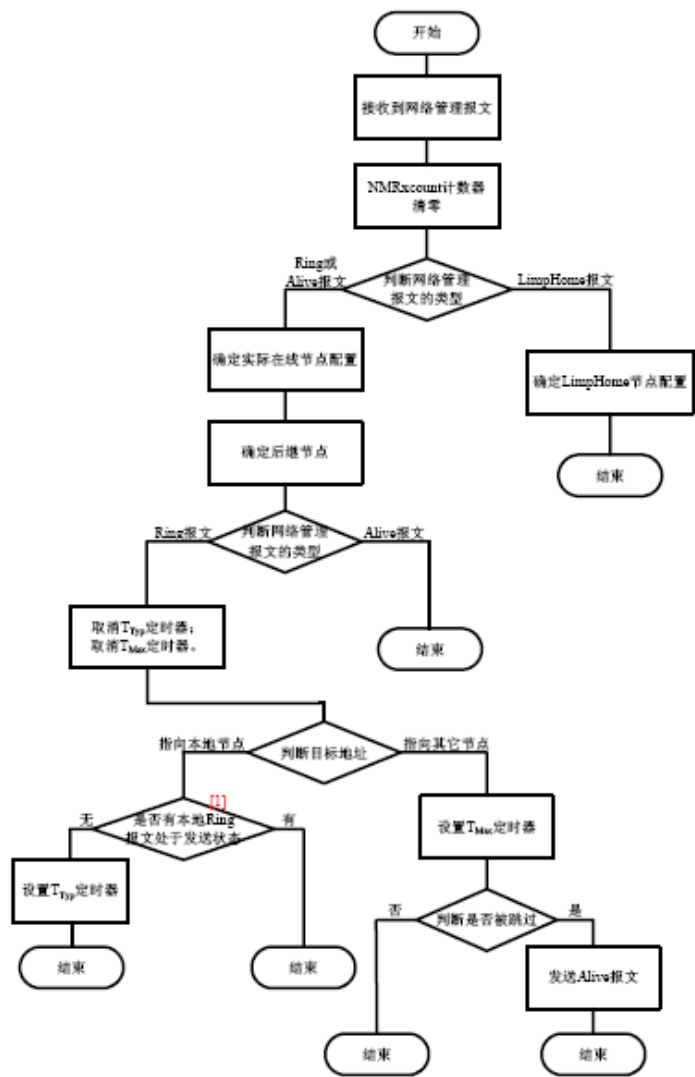 开始
接收到网络管理报文
NMRxcount计数器
清零
Ring或
Alive报文
判断网络管理
报文的类型
LimpHome报文
确定实际在线节点配置
确定LimpHome节点配置
确定后继节点
结束
Ring报文
判断网络管理
报文的类型
Alive报文
取消TTyp定时器；
取消TMax定时器。
结束
指向本地节点
判断目标地址
指向其它节点
[1]
无
是否有本地Ring
报文处于发送状态
有
设置TMax定时器
设置TTyp定时器
否
判断是否被跳过
是
结束
结束
发送Alive报文
结束
结束